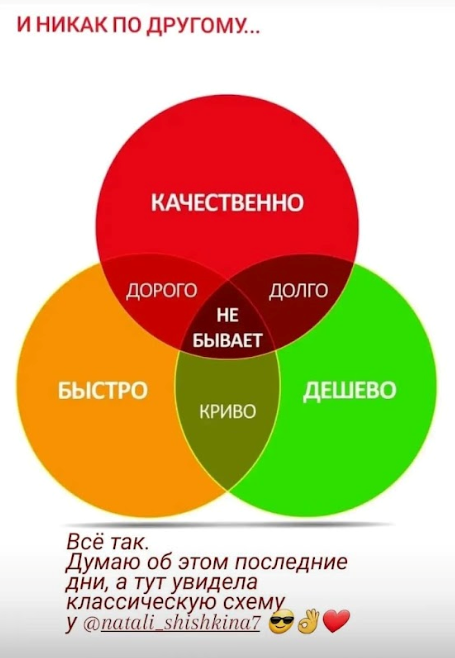 И НИКАК ПО ДРУГОМУ...
КАЧЕСТВЕННО
ДОРОГО
ДОЛГО
НЕ
БЫВАЕТ
БЫСТРО
ДЕШЕВО
КРИВО
Всё так.
Думаю об этом последние
дни, а тут увидела
классическую схему
у @natali_shishkina7 😎👌❤️